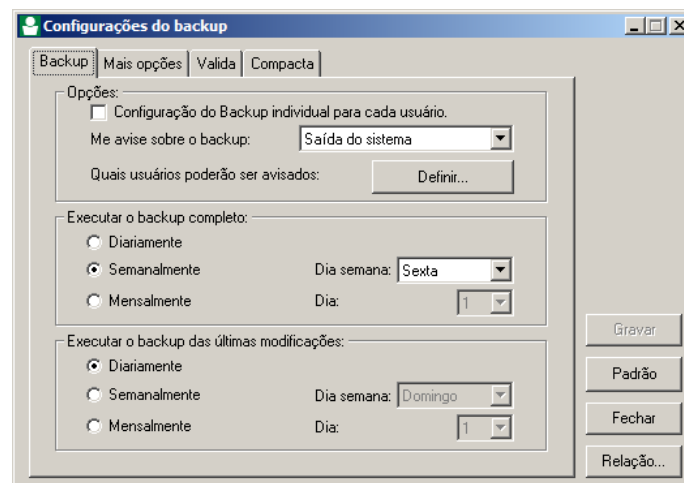 Configurações do backup
Backup Mais opções Valida Compacta
Opções:
Configuração do Backup individual para cada usuário.
Me avise sobre o backup: Saída do sistema
Quais usuários poderão ser avisados: Definir...
Executar o backup completo:
Diariamente
Semanalmente Dia semana: Sexta
Mensalmente Dia: 1
Gravar
Executar o backup das últimas modificações:
Diariamente
Padrão
Semanalmente Dia semana: Domingo
Fechar
Mensalmente Dia: 1
Relação...